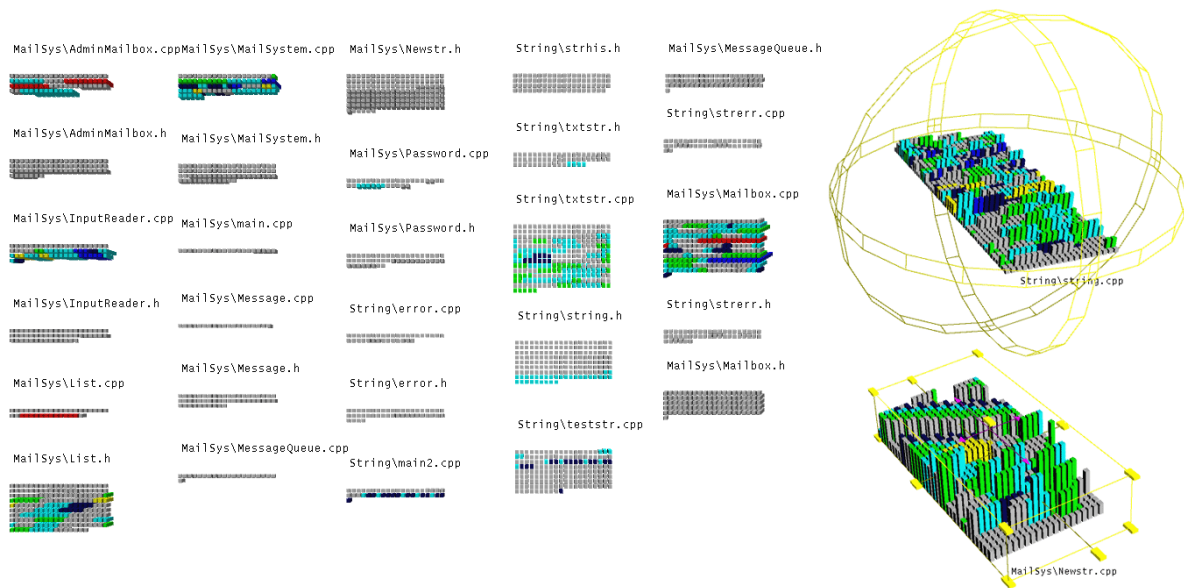 MailSys\AdminMailbox.cpp
MailSys\AdminMailbox.h
MailSys\InputReader.cpp
MailSys\InputReader.h
MailSys\List.cpp
MailSys\List.h
MailSys\MailSystem.cpp
MailSys\MailSystem.h
MailSys\main.cpp
MailSys\Message.cpp
MailSys\Message.h
MailSys\MessageQueue.cpp
MailSys\Newstr.h
MailSys\Password.cpp
MailSys\Password.h
String\error.cpp
String\error.h
String\main2.cpp
String\strhis.h
String\txtstr.h
String\txtstr.cpp
String\string.h
String\teststr.cpp
MailSys\MessageQueue.h
String\strerr.cpp
MailSys\Mailbox.cpp
String\strerr.h
MailSys\Mailbox.h
String\string.cpp
MailSys\Newstr.cpp